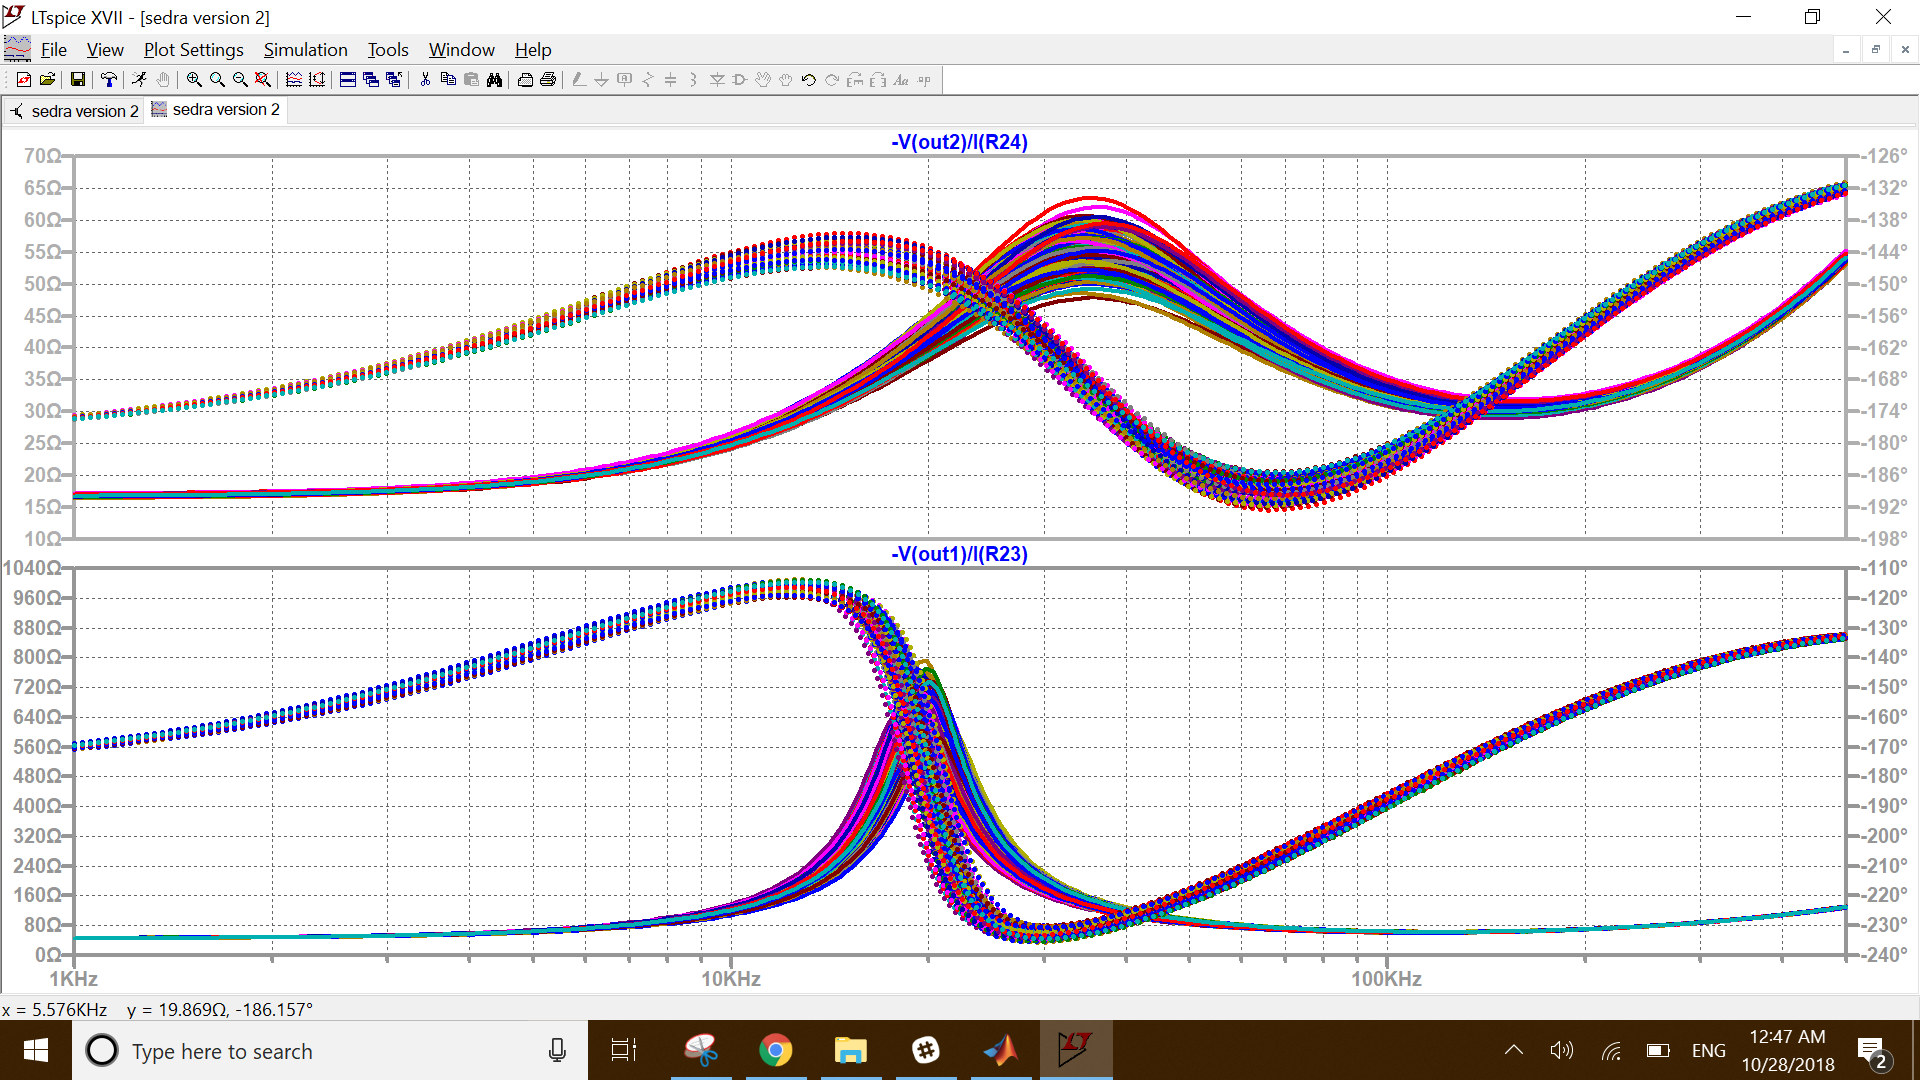 LTspice XVII - [sedra version 2]
File View Plot Settings Simulation Tools Window Help
sedra version 2 sedra version 2
-V(out2)/I(R24)
70Ω -126°
65Ω -132°
60Ω -138°
55Ω -144°
50Ω -150°
45Ω -156°
40Ω -162°
35Ω -168°
30Ω -174°
25Ω -180°
20Ω -186°
15Ω -192°
10Ω -198°
-V(out1)/I(R23)
1040Ω -110°
960Ω -120°
880Ω -130°
800Ω -140°
720Ω -150°
640Ω -160°
560Ω -170°
480Ω -180°
400Ω -190°
320Ω -200°
240Ω -210°
160Ω -220°
80Ω -230°
0Ω -240°
1KHz 10KHz 100KHz
x = 5.576KHz y = 19.869Ω, -186.157°
Type here to search
ENG
12:47 AM
10/28/2018
2